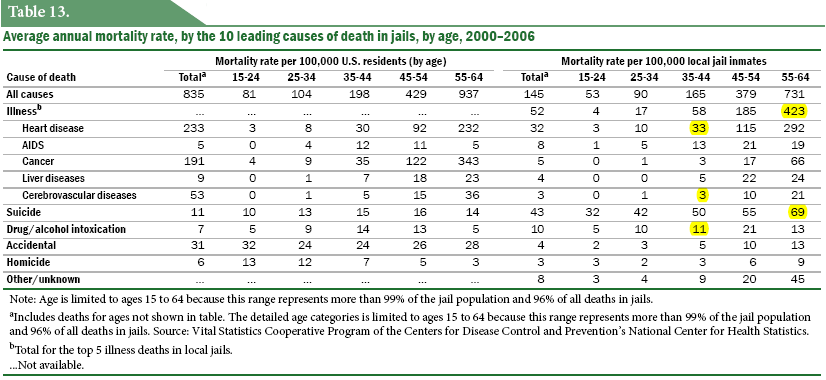 Table 13.
Average annual mortality rate, by the 10 leading causes of death in jails, by age, 2000–2006
Mortality rate per 100,000 U.S. residents (by age) Mortality rate per 100,000 local jail inmates
Cause of death Totalᵃ 15-24 25-34 35-44 45-54 55-64 Totalᵃ 15-24 25-34 35-44 45-54 55-64
All causes 835 81 104 198 429 937 145 53 90 165 379 731
Illnessᵇ ... ... ... ... ... ... 52 4 17 58 185 423
Heart disease 233 3 8 30 92 232 32 3 10 33 115 292
AIDS 5 0 4 12 11 5 8 1 5 13 21 19
Cancer 191 4 9 35 122 343 5 0 1 3 17 66
Liver diseases 9 0 1 7 18 23 4 0 0 5 22 24
Cerebrovascular diseases 53 0 1 5 15 36 3 0 1 3 10 21
Suicide 11 10 13 15 16 14 43 32 42 50 55 69
Drug/alcohol intoxication 7 5 9 14 13 5 10 5 10 11 21 13
Accidental 31 32 24 24 26 28 4 2 3 5 10 13
Homicide 6 13 12 7 5 3 3 3 2 3 6 9
Other/unknown ... ... ... ... ... ... 8 3 4 9 20 45
Note: Age is limited to ages 15 to 64 because this range represents more than 99% of the jail population and 96% of all deaths in jails.
ᵃIncludes deaths for ages not shown in table. The detailed age categories is limited to ages 15 to 64 because this range represents more than 99% of the jail population
and 96% of all deaths in jails. Source: Vital Statistics Cooperative Program of the Centers for Disease Control and Prevention's National Center for Health Statistics.
ᵇTotal for the top 5 illness deaths in local jails.
...Not available.